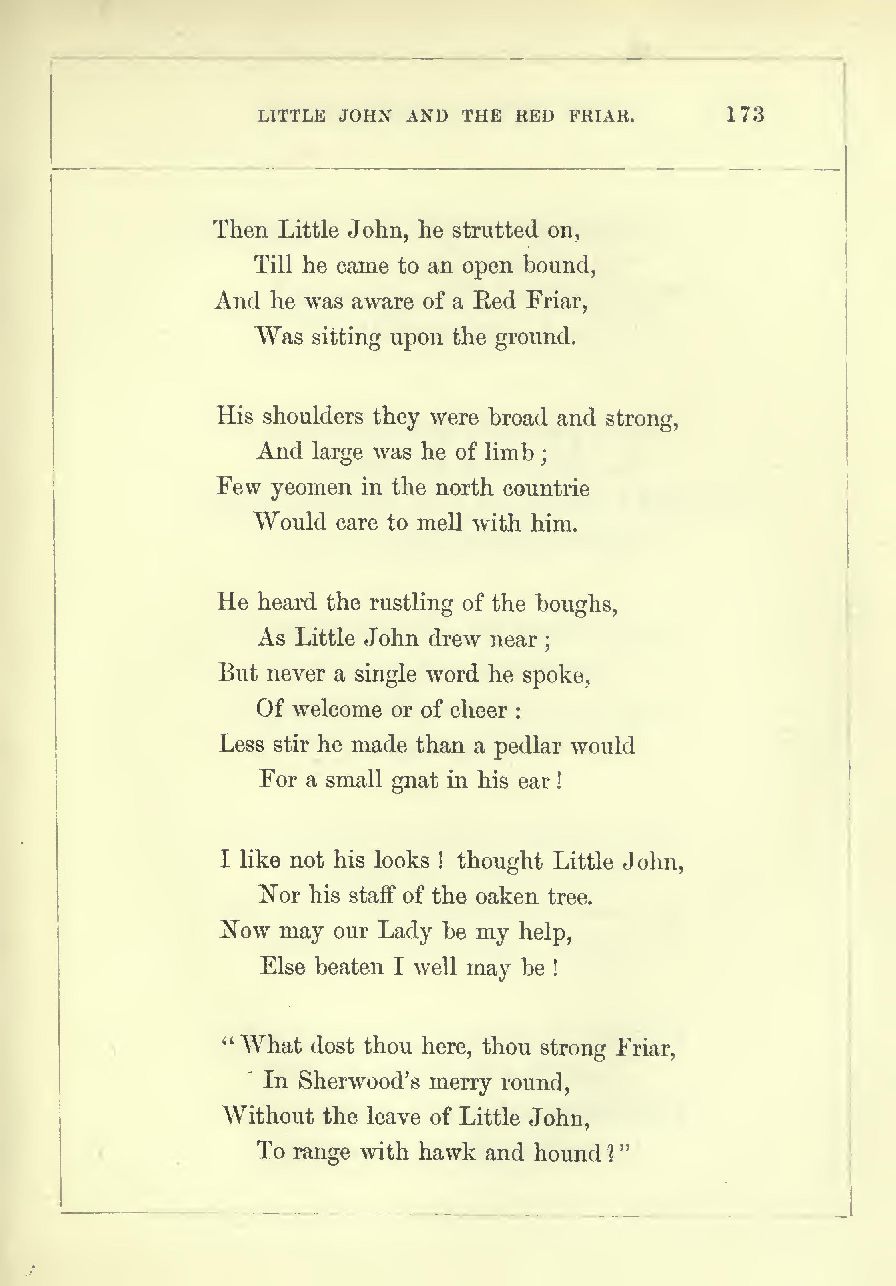 LITTLE JOHN AND THE RED FRIAR. 173
Then Little John, he strutted on,
Till he came to an open bound,
And he was aware of a Red Friar,
Was sitting upon the ground.
His shoulders they were broad and strong,
And large was he of limb ;
Few yeomen in the north countrie
Would care to mell with him.
He heard the rustling of the boughs,
As Little John drew near ;
But never a single word he spoke,
Of welcome or of cheer :
Less stir he made than a pedlar would
For a small gnat in his ear !
I like not his looks ! thought Little John,
Nor his staff of the oaken tree.
Now may our Lady be my help,
Else beaten I well may be !
“ What dost thou here, thou strong Friar,
In Sherwood’s merry round,
Without the leave of Little John,
To range with hawk and hound ? ”